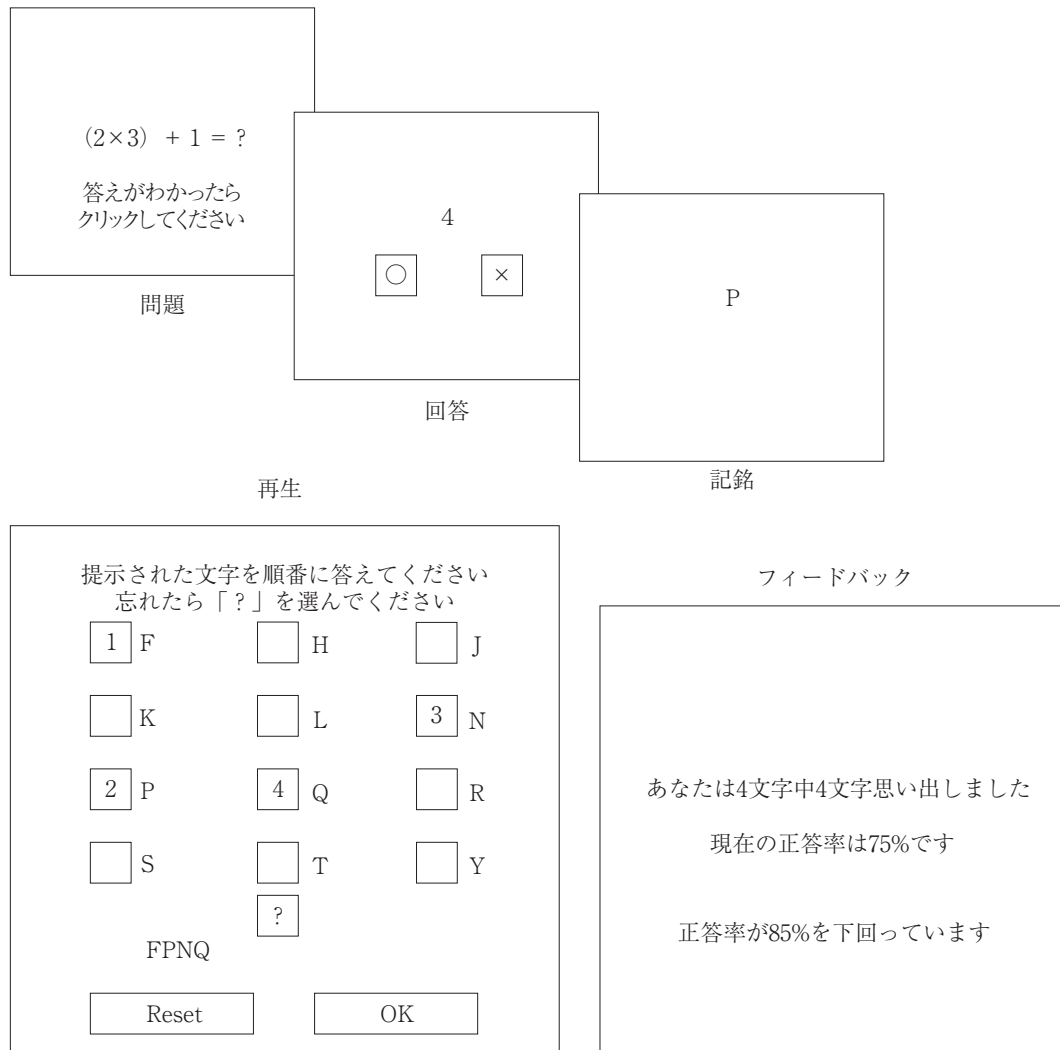 (2×3) + 1 = ?
答えがわかったら
クリックしてください
問題
4
○ ×
回答
P
記銘
再生
提示された文字を順番に答えてください
忘れたら「?」を選んでください
1 F H J
K L 3 N
2 P 4 Q R
S T Y
?
FPNQ
Reset OK
フィードバック
あなたは4文字中4文字思い出しました
現在の正答率は75%です
正答率が85%を下回っています